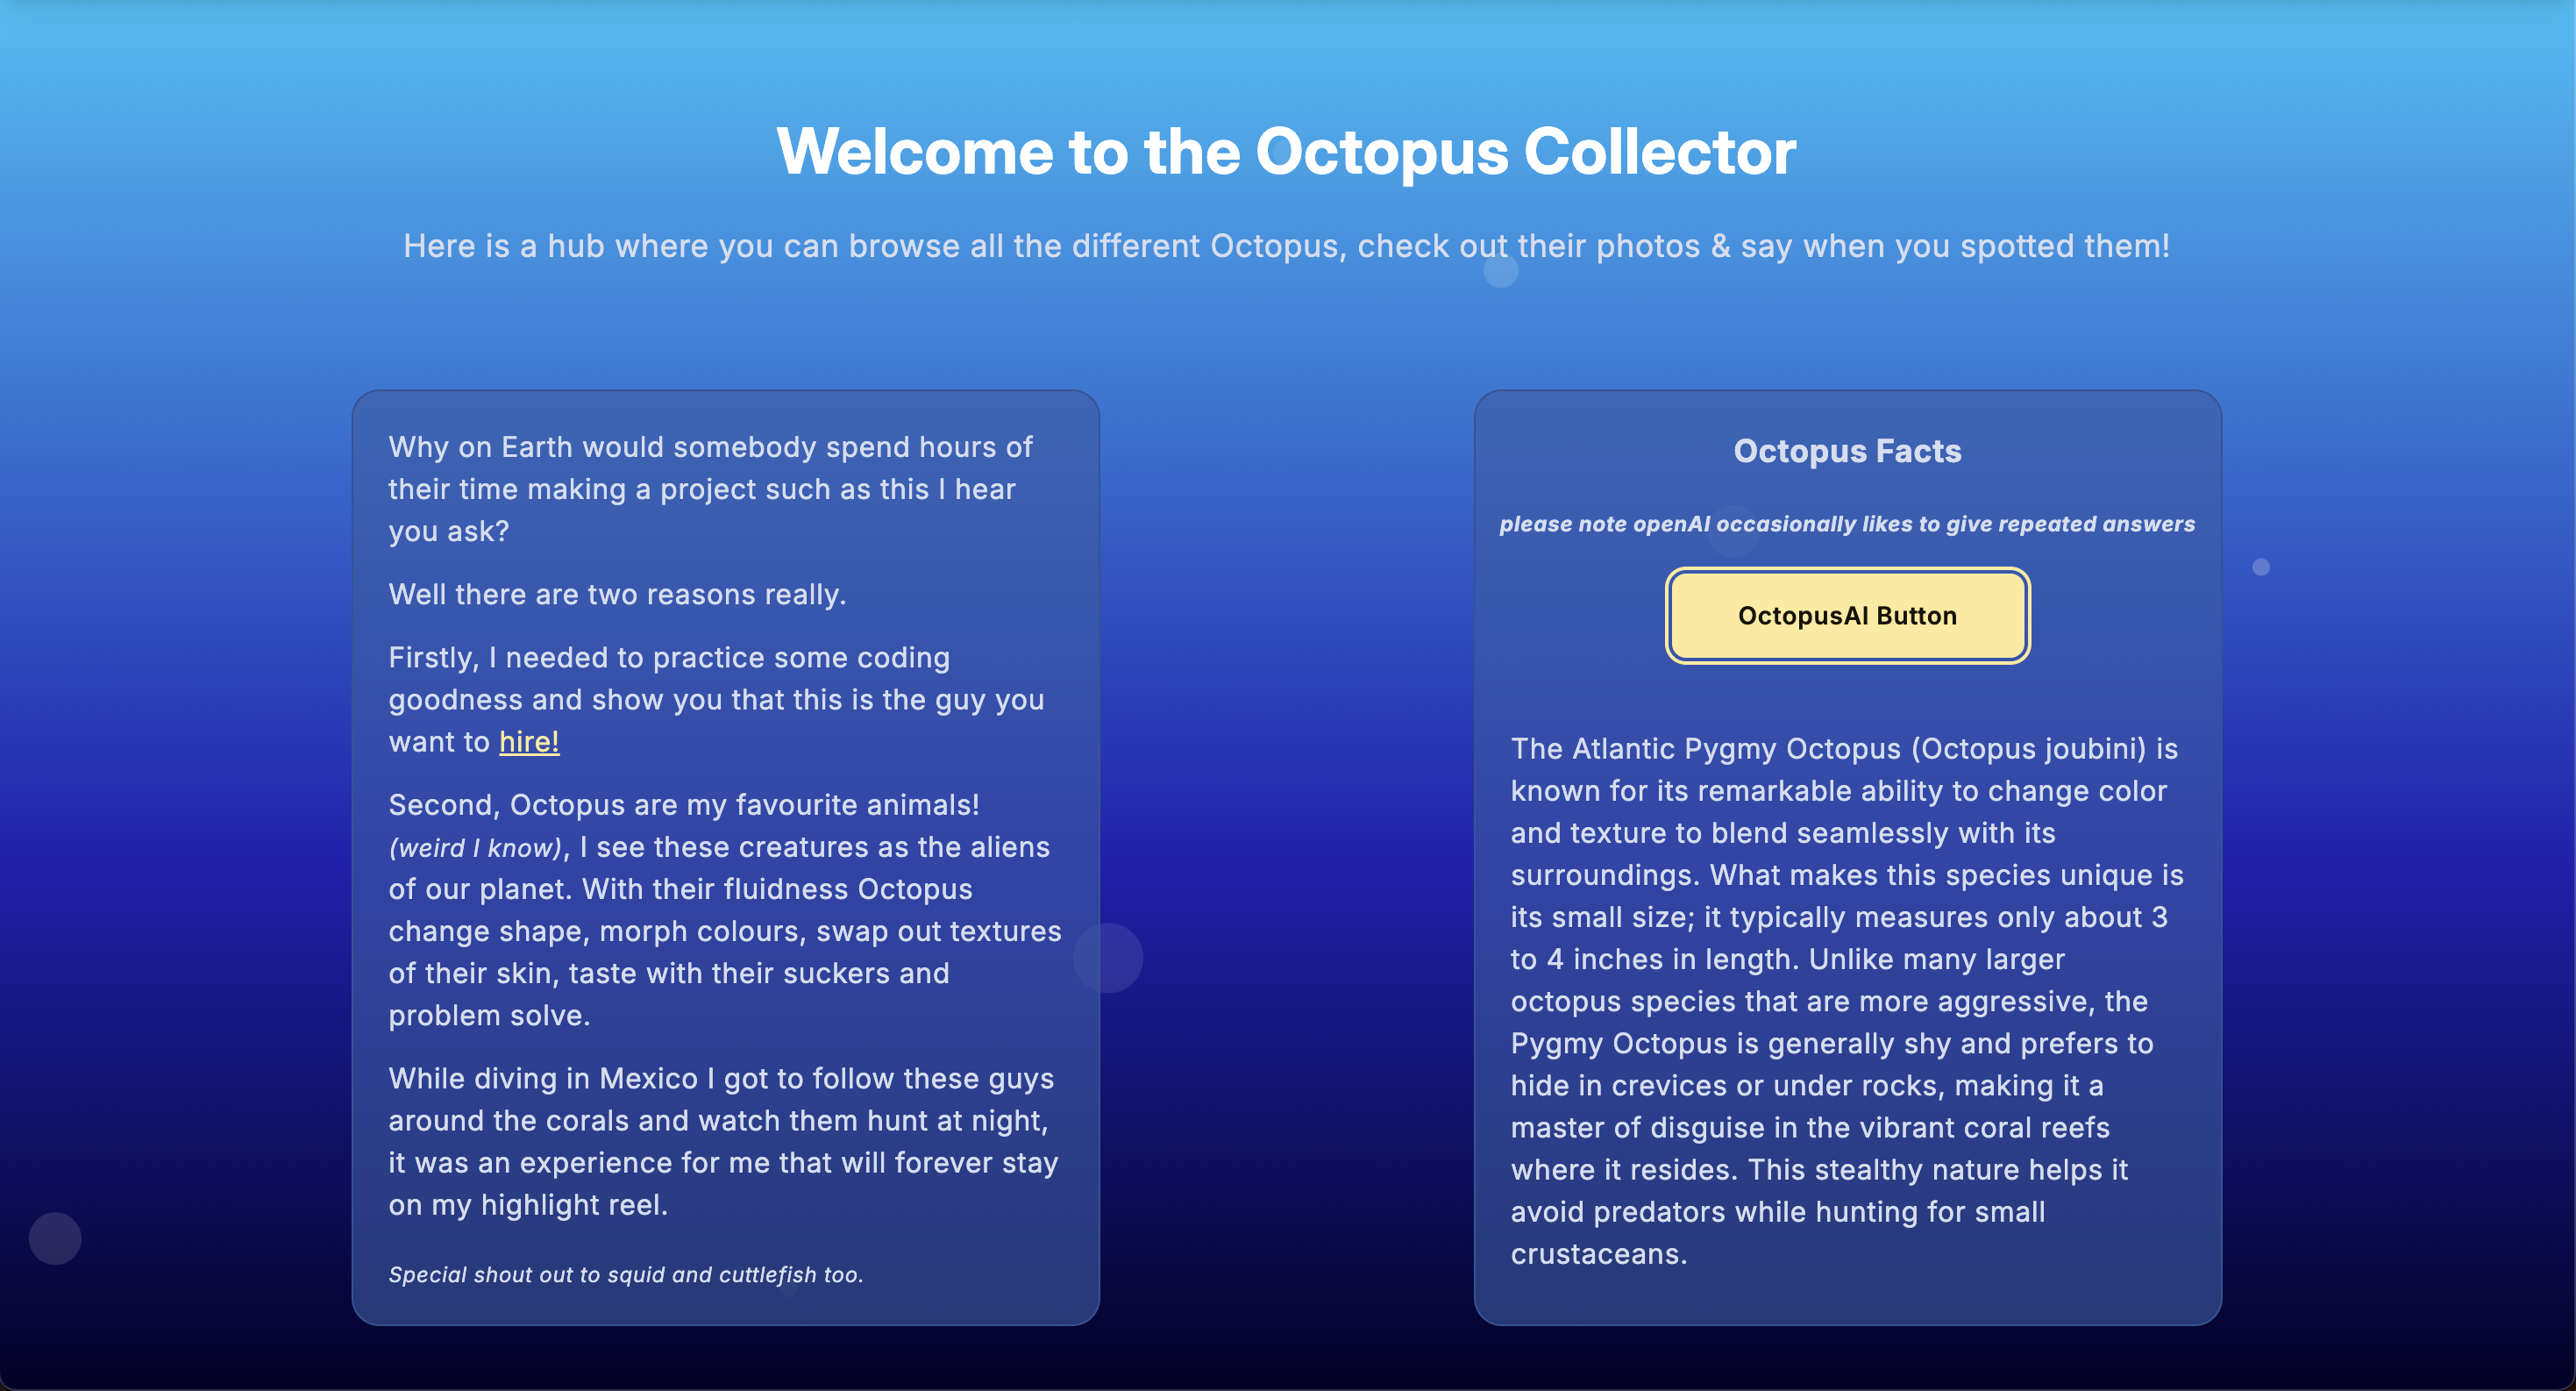 Welcome to the Octopus Collector
Here is a hub where you can browse all the different Octopus, check out their photos & say when you spotted them!
Why on Earth would somebody spend hours of
their time making a project such as this I hear
you ask?
Well there are two reasons really.
Firstly, I needed to practice some coding
goodness and show you that this is the guy you
want to hire!
Second, Octopus are my favourite animals!
(weird I know), I see these creatures as the aliens
of our planet. With their fluidness Octopus
change shape, morph colours, swap out textures
of their skin, taste with their suckers and
problem solve.
While diving in Mexico I got to follow these guys
around the corals and watch them hunt at night,
it was an experience for me that will forever stay
on my highlight reel.
Special shout out to squid and cuttlefish too.
Octopus Facts
please note openAI occasionally likes to give repeated answers
OctopusAI Button
The Atlantic Pygmy Octopus (Octopus joubini) is
known for its remarkable ability to change color
and texture to blend seamlessly with its
surroundings. What makes this species unique is
its small size; it typically measures only about 3
to 4 inches in length. Unlike many larger
octopus species that are more aggressive, the
Pygmy Octopus is generally shy and prefers to
hide in crevices or under rocks, making it a
master of disguise in the vibrant coral reefs
where it resides. This stealthy nature helps it
avoid predators while hunting for small
crustaceans.